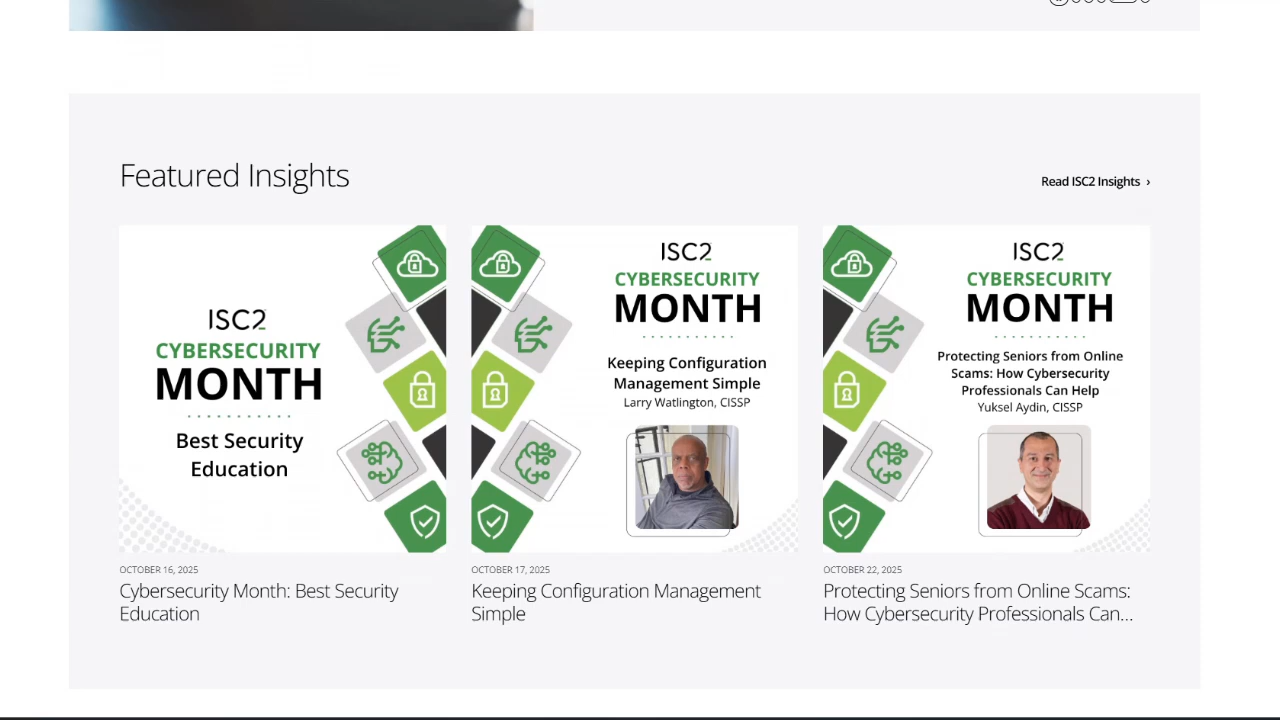 Featured Insights
Read ISC2 Insights ›
ISC2
CYBERSECURITY
MONTH
Best Security
Education
ISC2
CYBERSECURITY
MONTH
Keeping Configuration
Management Simple
Larry Watlington, CISSP
ISC2
CYBERSECURITY
MONTH
Protecting Seniors from Online
Scams: How Cybersecurity
Professionals Can Help
Yuksel Aydin, CISSP
OCTOBER 16, 2025
Cybersecurity Month: Best Security
Education
OCTOBER 17, 2025
Keeping Configuration Management
Simple
OCTOBER 22, 2025
Protecting Seniors from Online Scams:
How Cybersecurity Professionals Can...